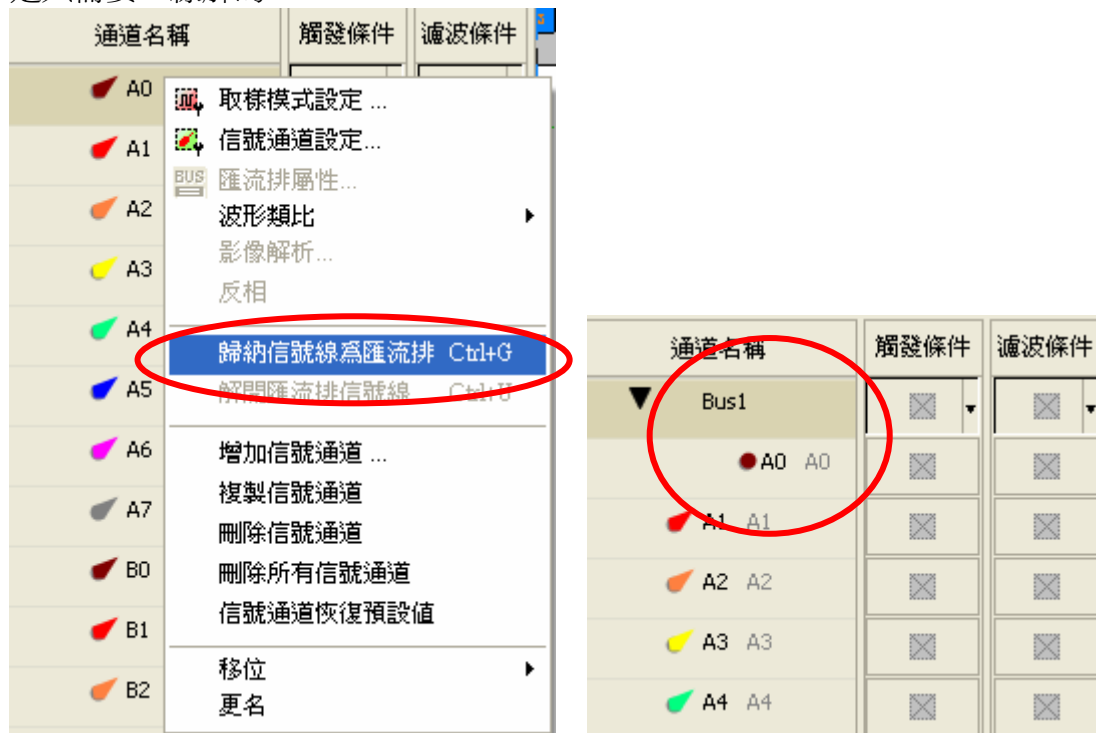 通道名稱 觸發條件 濾波條件
A0
A1
A2
A3
A4
A5
A6
A7
B0
B1
B2
取樣模式設定 ...
信號通道設定...
BUS 匯流排屬性...
波形類比
影像解析...
反相
歸納信號線為匯流排 Ctrl+G
解開匯流排信號線 Ctrl+U
增加信號通道 ...
複製信號通道
刪除信號通道
刪除所有信號通道
信號通道恢復預設值
移位
更名
通道名稱 觸發條件 濾波條件
Bus1
A0 A0
A1 A1
A2 A2
A3 A3
A4 A4